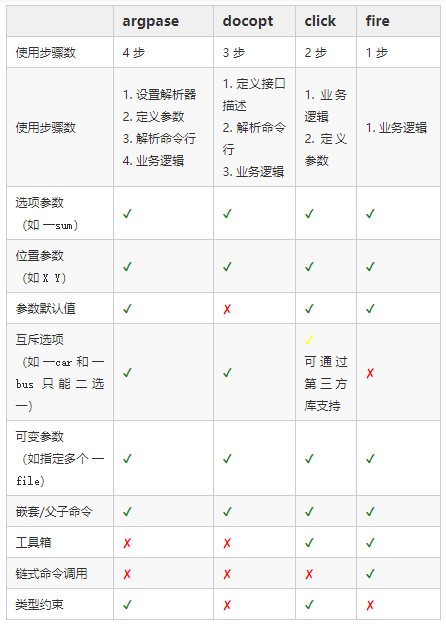 argpase docopt click fire
使用步骤数 4 步 3 步 2 步 1 步
使用步骤数
1. 设置解析器
2. 定义参数
3. 解析命令行
4. 业务逻辑
1. 定义接口
描述
2. 解析命令
行
3. 业务逻辑
1. 业务
逻辑
2. 定义
参数
1. 业务逻辑
选项参数
（如 —sum） ✓ ✓ ✓ ✓
位置参数
（如 X Y） ✓ ✓ ✓ ✓
参数默认值 ✓ ✗ ✓ ✓
互斥选项
（如 —car 和 —
bus 只能二选
一） ✓ ✓
✓
可通过
第三方
库支持
✗
可变参数
（如指定多个 —
file） ✓ ✓ ✓ ✓
嵌套/父子命令 ✓ ✓ ✓ ✓
工具箱 ✗ ✗ ✓ ✓
链式命令调用 ✗ ✗ ✗ ✓
类型约束 ✓ ✗ ✓ ✗